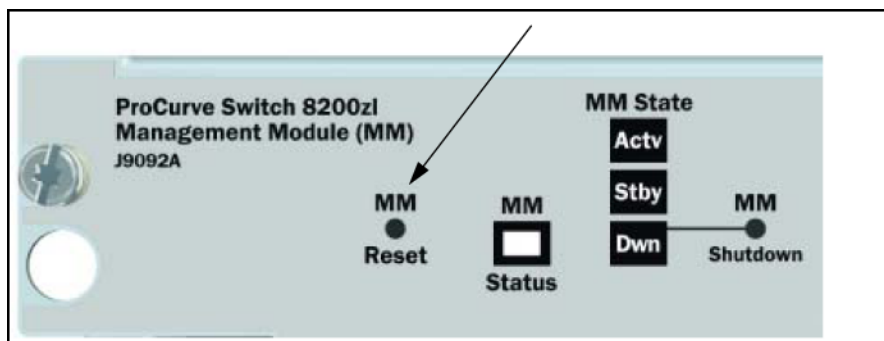 ProCurve Switch 8200zl
Management Module (MM)
J9092A
MM
Reset
MM
Status
MM State
Actv
Stby
Dwn
MM
Shutdown